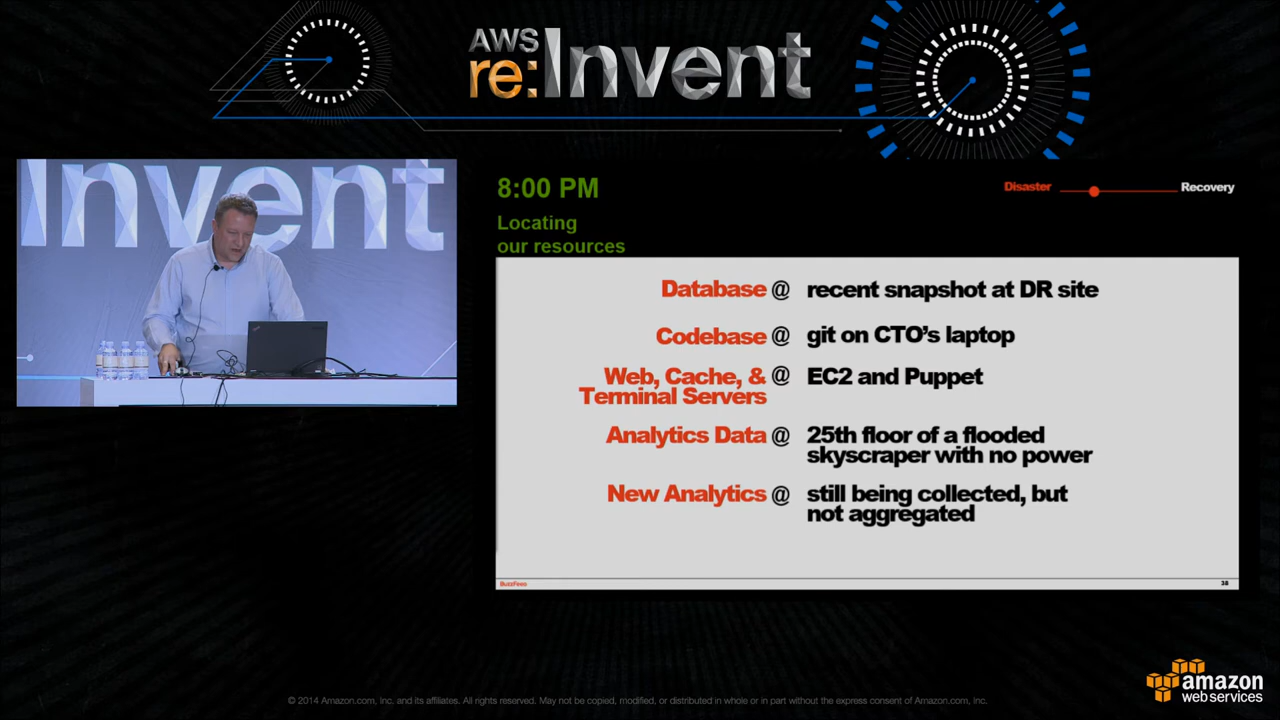 AWS
re:Invent
Invent
8:00 PM
Locating
our resources
Disaster
Recovery
Database @ recent snapshot at DR site
Codebase @ git on CTO's laptop
Web, Cache, & @ EC2 and Puppet
Terminal Servers
Analytics Data @ 25th floor of a flooded
skyscraper with no power
New Analytics @ still being collected, but
not aggregated
BuzzFeed
38
© 2014 Amazon.com, Inc. and its affiliates. All rights reserved. May not be copied, modified, or distributed in whole or in part without the express consent of Amazon.com, Inc.
amazon
web services